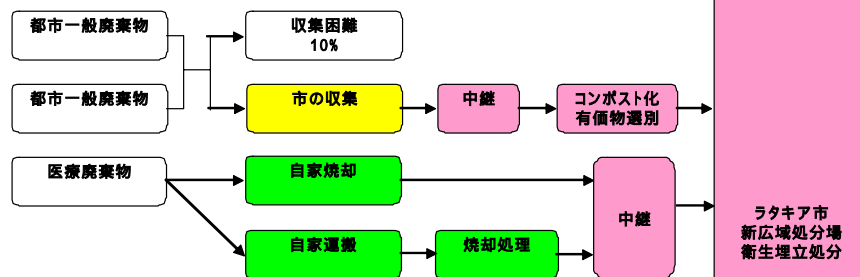 都市一般廃棄物
収集困難
10%
都市一般廃棄物
市の収集
中継
コンポスト化
有価物選別
医療廃棄物
自家焼却
中継
ラタキア市
新広域処分場
衛生埋立処分
自家運搬
焼却処理